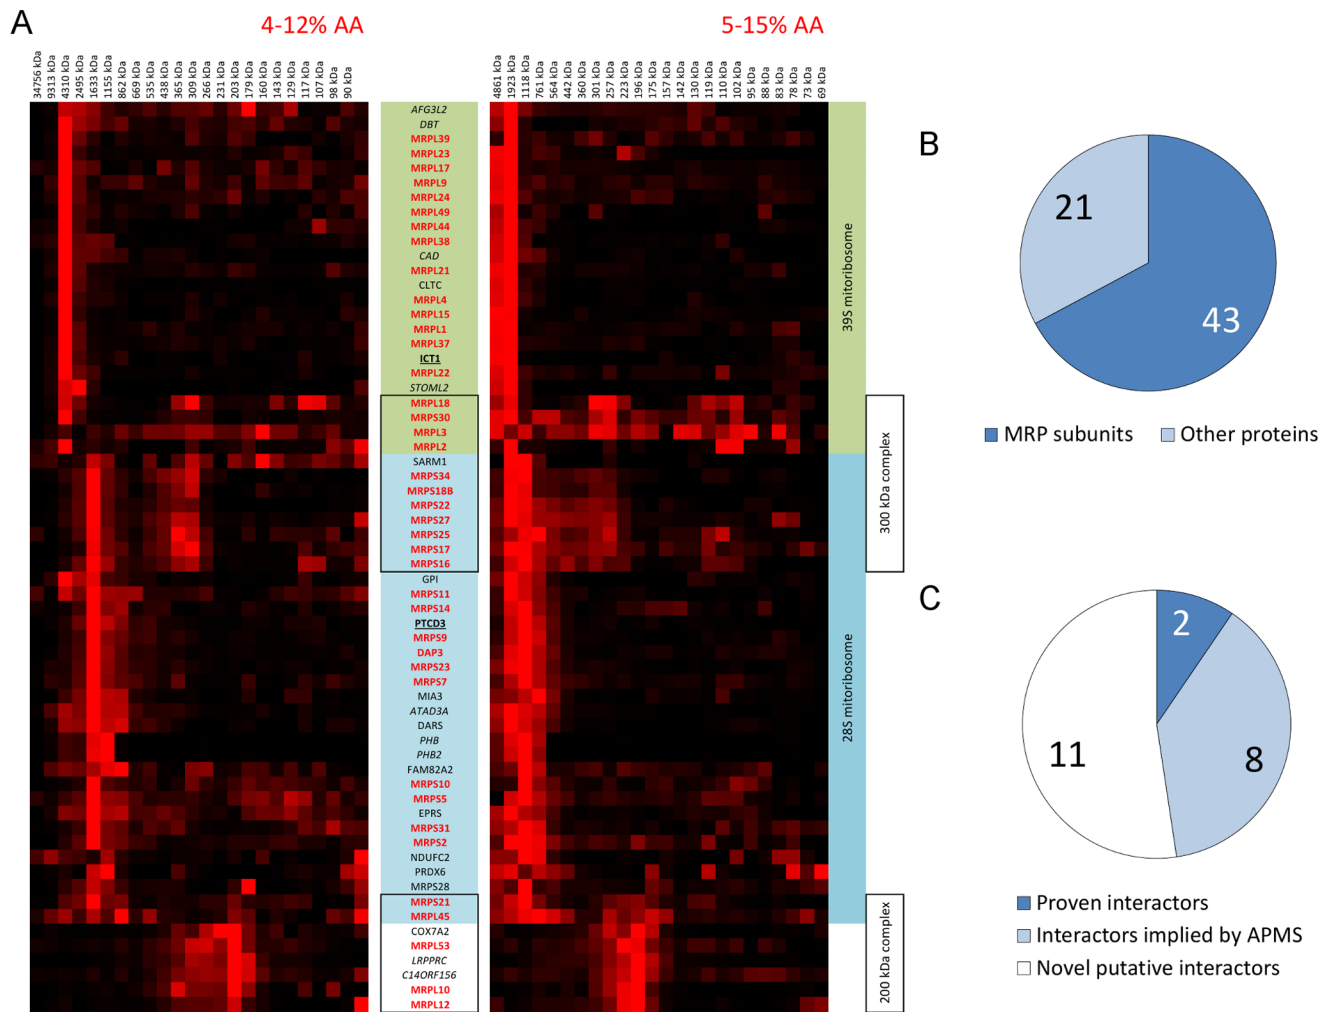 A
4-12% AA
5-15% AA
34756 kDa
9313 kDa
4310 kDa
2495 kDa
1633 kDa
1155 kDa
862 kDa
669 kDa
535 kDa
438 kDa
365 kDa
309 kDa
266 kDa
231 kDa
203 kDa
179 kDa
160 kDa
143 kDa
129 kDa
117 kDa
107 kDa
98 kDa
90 kDa
4861 kDa
1923 kDa
1118 kDa
761 kDa
564 kDa
442 kDa
360 kDa
301 kDa
257 kDa
223 kDa
196 kDa
175 kDa
157 kDa
142 kDa
130 kDa
119 kDa
110 kDa
102 kDa
95 kDa
88 kDa
83 kDa
78 kDa
73 kDa
69 kDa
AFG3L2
DBT
MRPL39
MRPL23
MRPL17
MRPL9
MRPL24
MRPL49
MRPL44
MRPL38
CAD
MRPL21
CLTC
MRPL4
MRPL15
MRPL1
MRPL37
ICT1
MRPL22
STOML2
MRPL18
MRPS30
MRPL3
MRPL2
SARM1
MRPS34
MRPS18B
MRPS22
MRPS27
MRPS25
MRPS17
MRPS16
GPI
MRPS11
MRPS14
PTCD3
MRPS9
DAP3
MRPS23
MRPS7
MIA3
ATAD3A
DARS
PHB
PHB2
FAM82A2
MRPS10
MRPS5
EPRS
MRPS31
MRPS2
NDUFC2
PRDX6
MRPS28
MRPS21
MRPL45
COX7A2
MRPL53
LRPPRC
C14ORF156
MRPL10
MRPL12
39S mitoribosome
28S mitoribosome
300 kDa complex
200 kDa complex
B
21
43
MRP subunits
Other proteins
C
2
8
11
Proven interactors
Interactors implied by APMS
Novel putative interactors